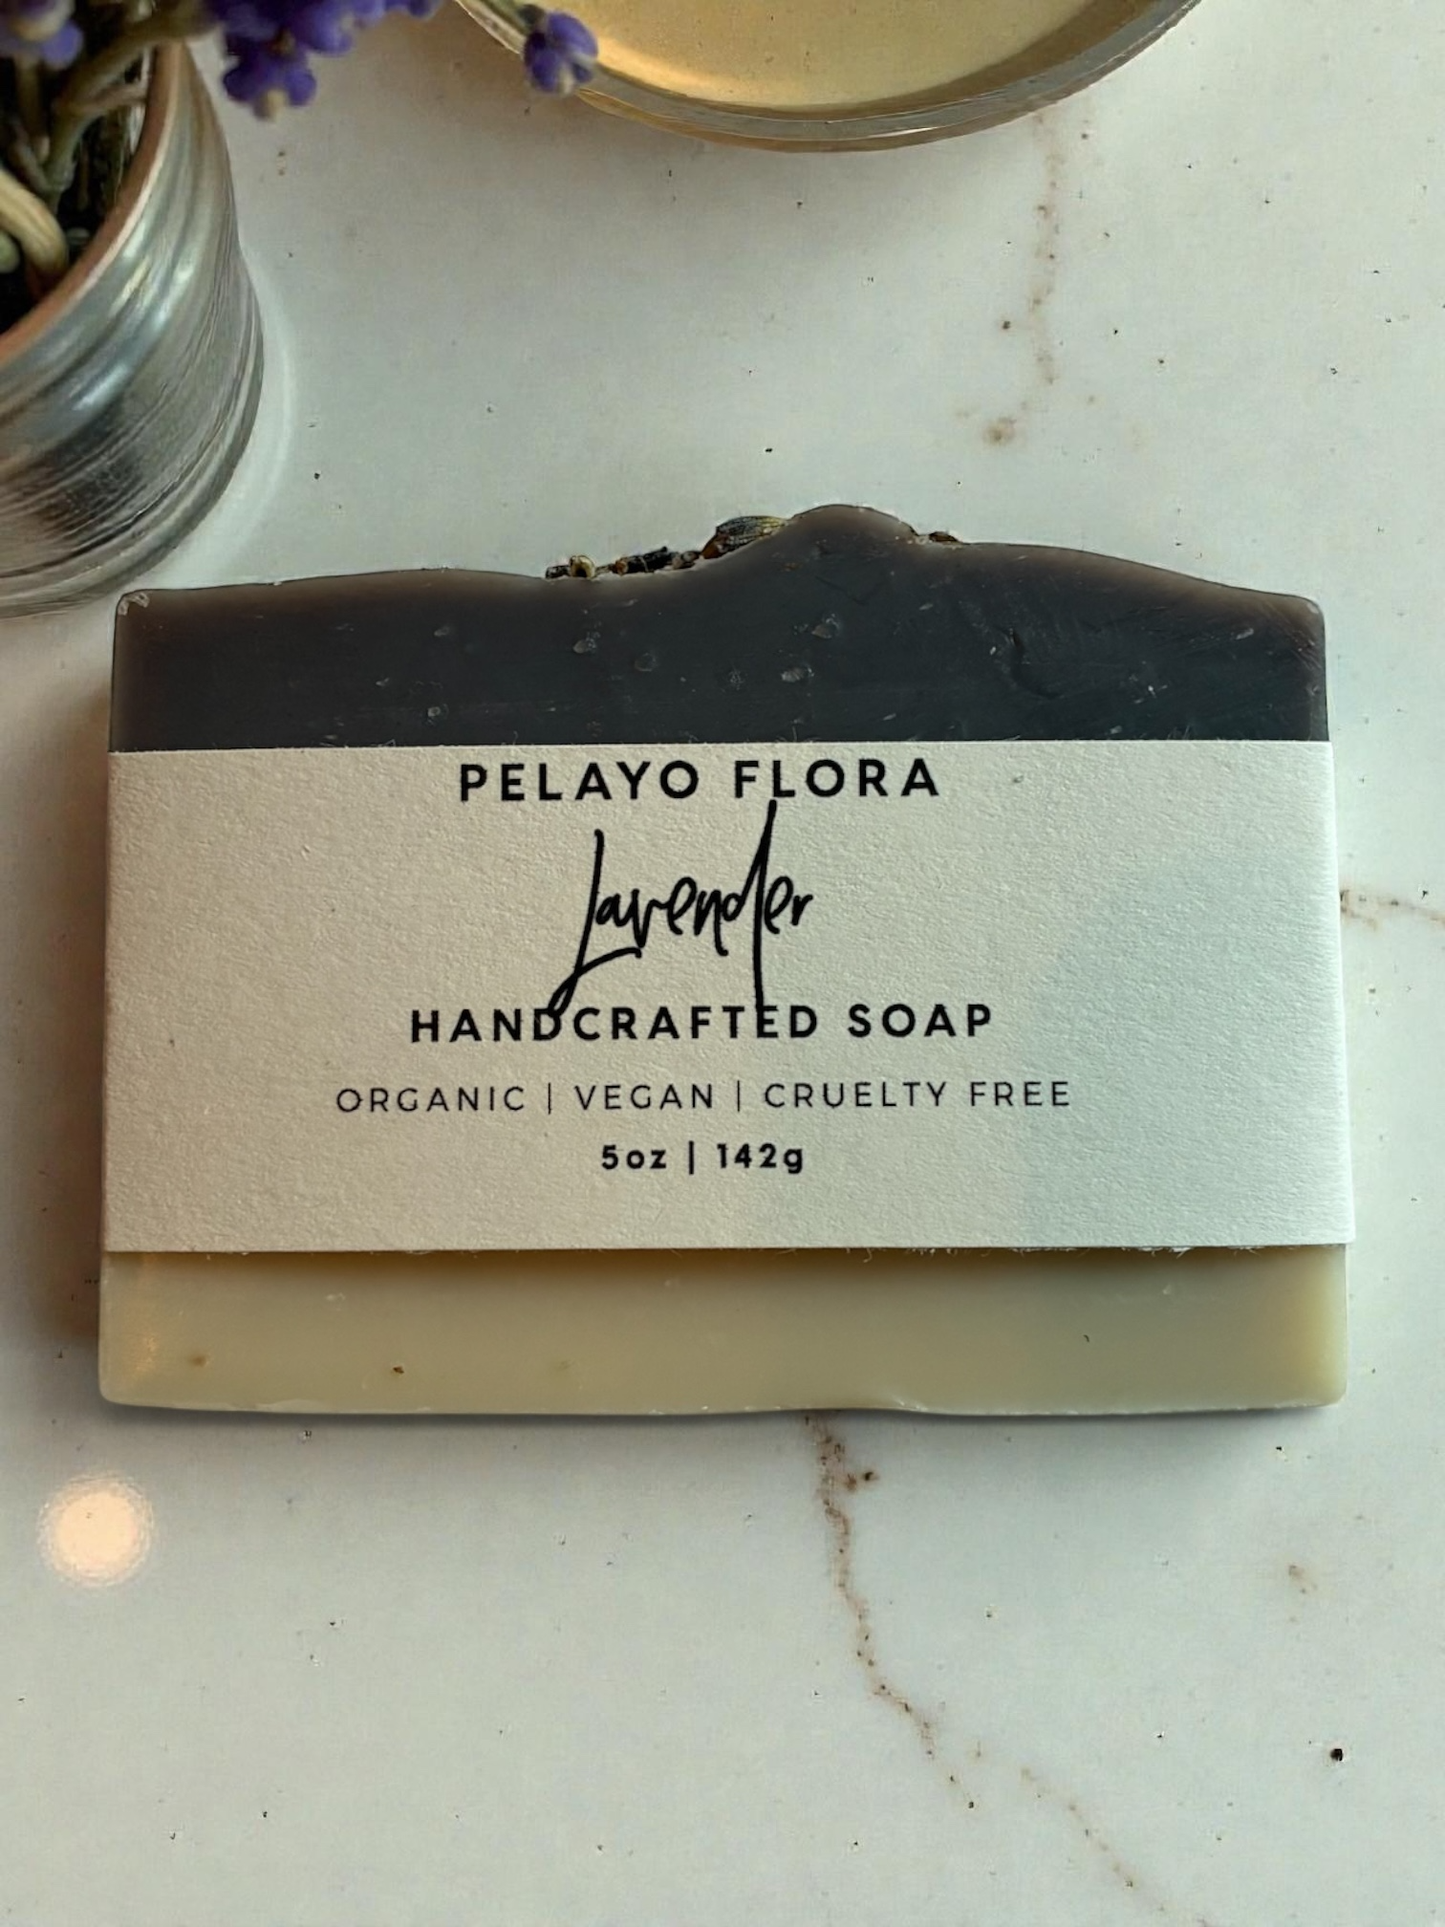 PELAYO FLORA
Lavender
HANDCRAFTED SOAP
ORGANIC | VEGAN | CRUELTY FREE
5oz | 142g